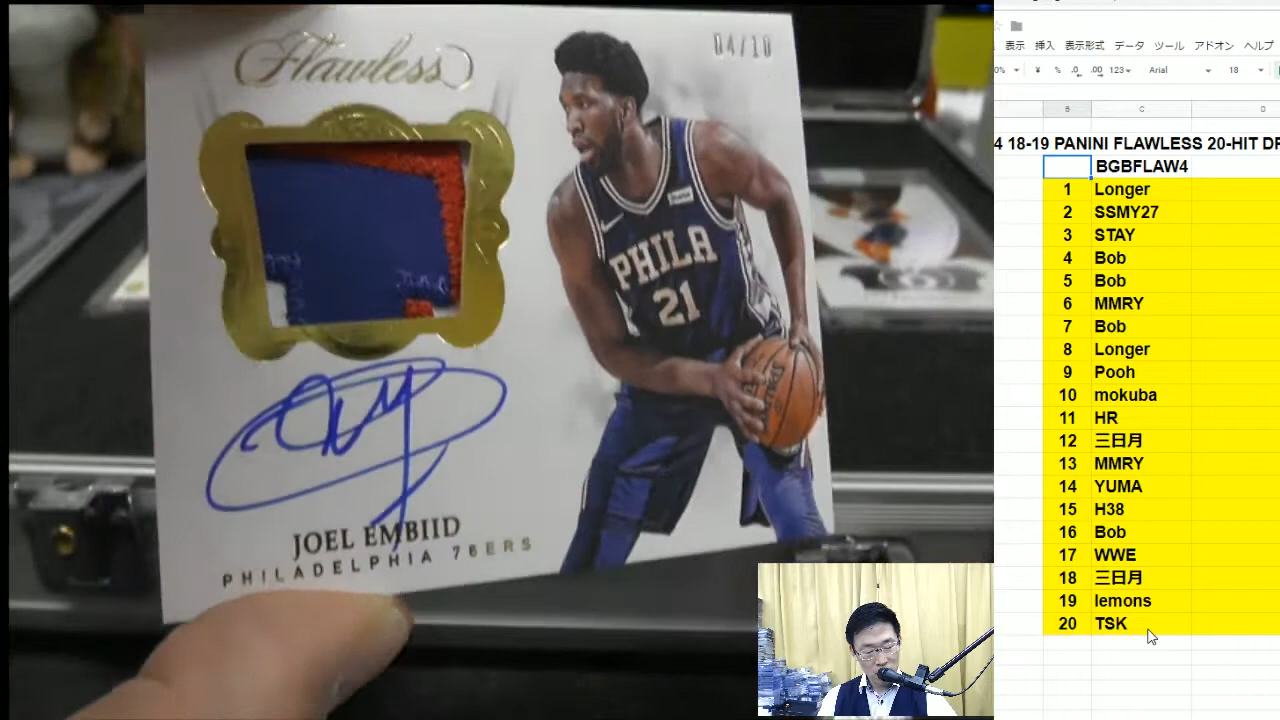 Flawless
04/10
PHILA
21
JOEL EMBIID
PHILADELPHIA 76ERS
表示 挿入 表示形式 データ ツール アドオン ヘルプ
0% ¥ % .0 .00 123 Arial 18
B C D
4 18-19 PANINI FLAWLESS 20-HIT DR
BGBFLAW4
1 Longer
2 SSMY27
3 STAY
4 Bob
5 Bob
6 MMRY
7 Bob
8 Longer
9 Pooh
10 mokuba
11 HR
12 三日月
13 MMRY
14 YUMA
15 H38
16 Bob
17 WWE
18 三日月
19 lemons
20 TSK